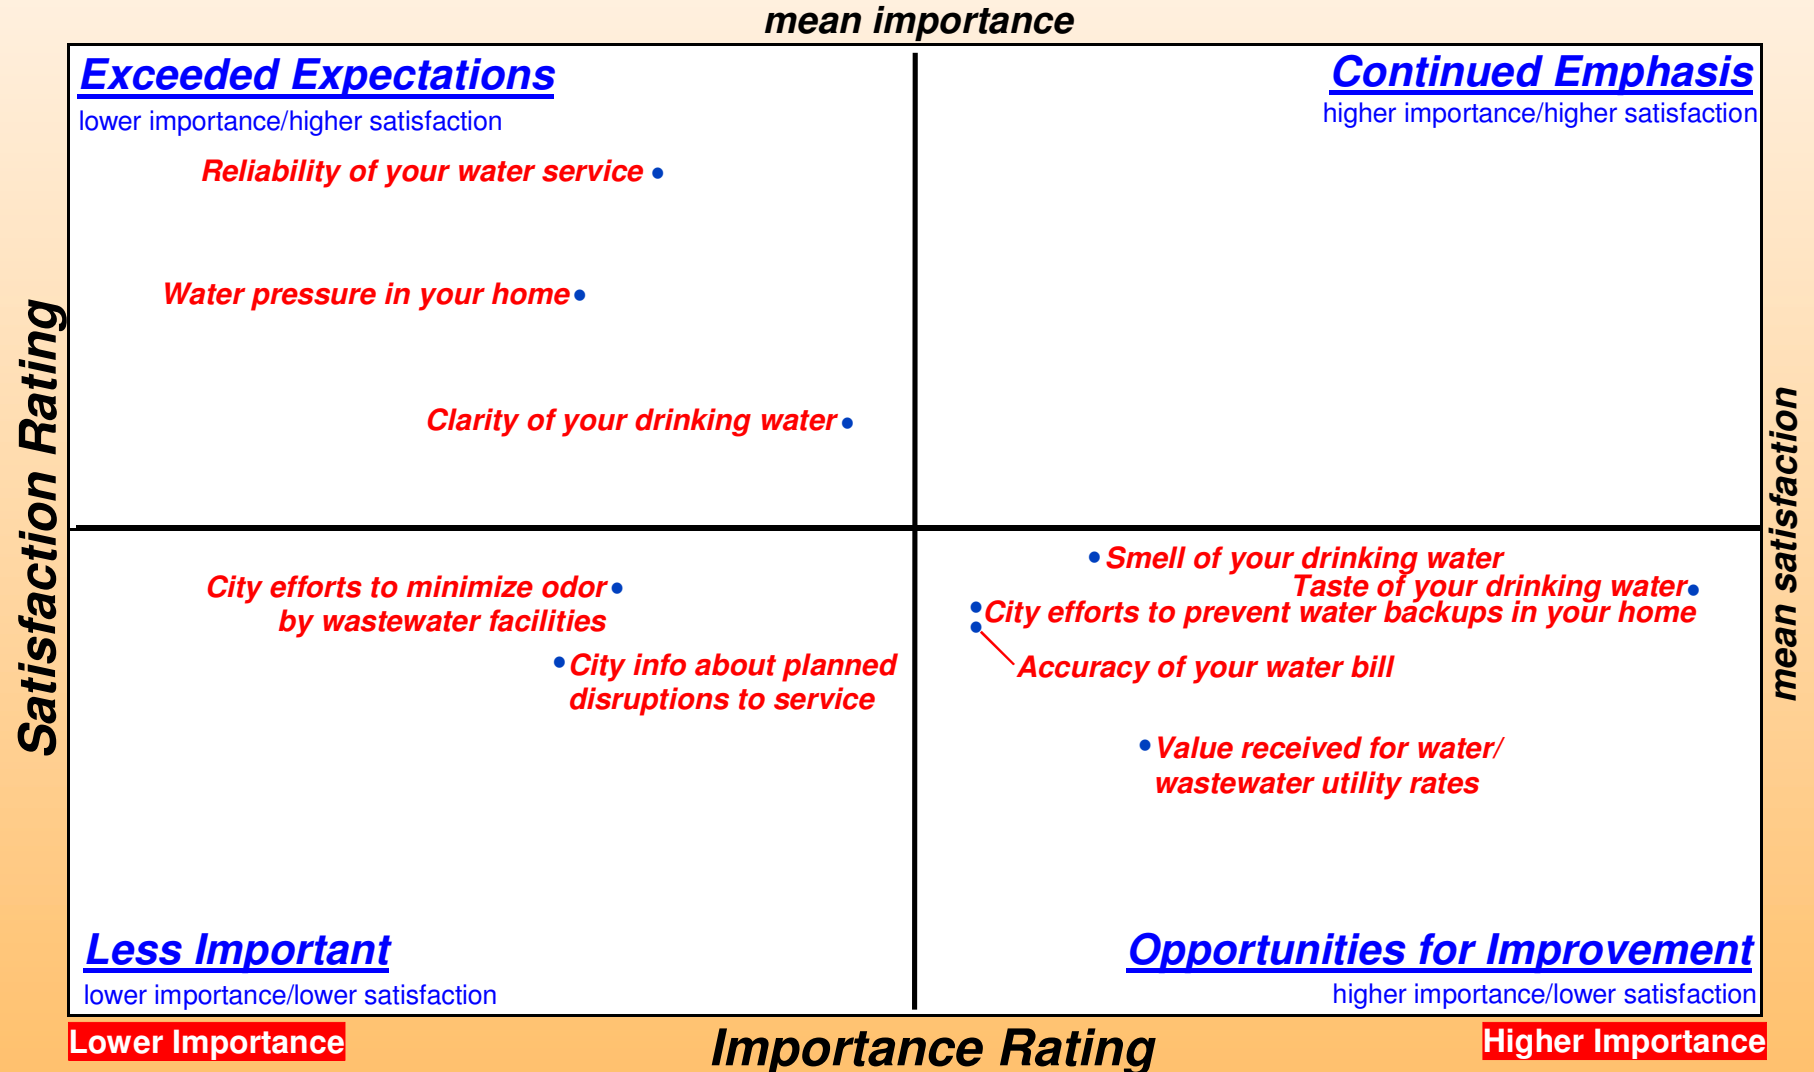 mean importance
Exceeded Expectations
lower importance/higher satisfaction
Continued Emphasis
higher importance/higher satisfaction
Reliability of your water service
Water pressure in your home
Clarity of your drinking water
Satisfaction Rating
mean satisfaction
City efforts to minimize odor
by wastewater facilities
City info about planned
disruptions to service
Smell of your drinking water
Taste of your drinking water
City efforts to prevent water backups in your home
Accuracy of your water bill
Value received for water/
wastewater utility rates
Less Important
lower importance/lower satisfaction
Opportunities for Improvement
higher importance/lower satisfaction
Lower Importance
Importance Rating
Higher Importance